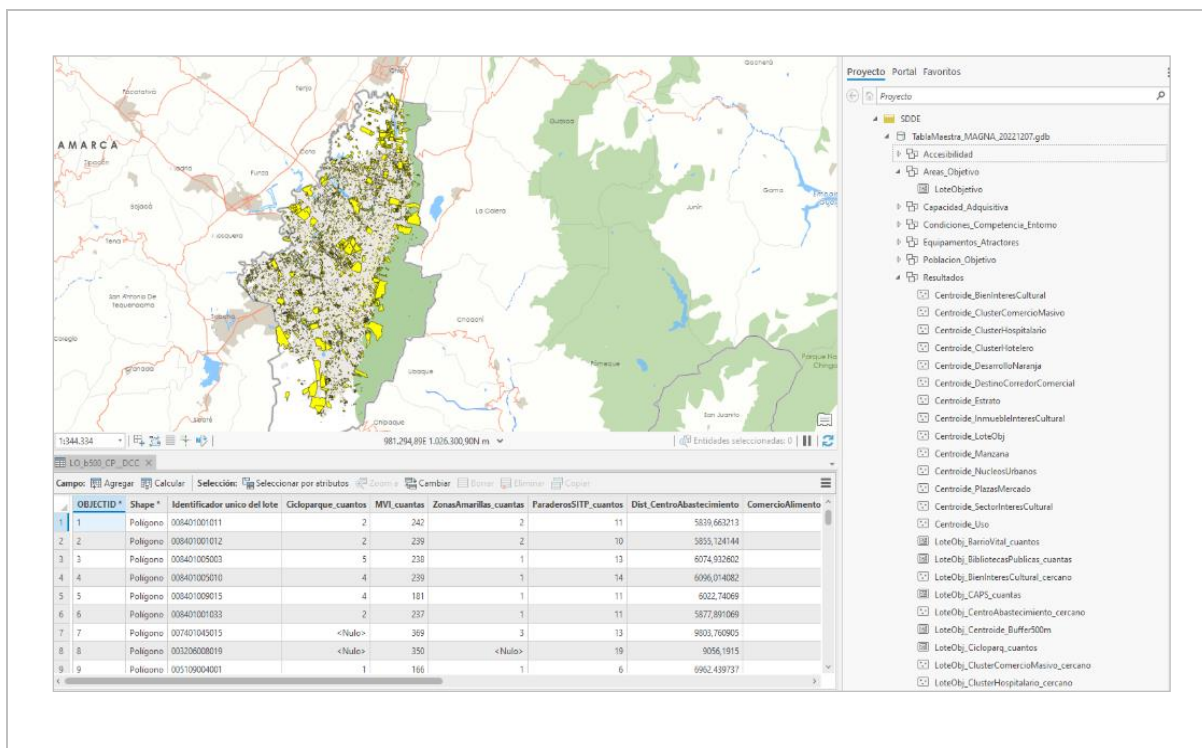 Gachetá
Chía
Tenjo
Facatativá
Guasca
AMARCA
Cota
Funza
Gama
La Calera
Junín
Bojacá
Mosquera
Tena
San Antonio De
Tequendama
Soacha
Choachí
Colegio
Fómeque
Parque Na
Chinga
Granada
Ubaque
San Juanito
Sibaté
Chipaque
1:344.334
981.294,89E 1.026.300,90N m
Entidades seleccionadas: 0
LO_b500_CP__DCC
Campo: Agregar Calcular Selección: Seleccionar por atributos Zoom a Cambiar Borrar Eliminar Copiar
OBJECTID * Shape * Identificador unico del lote Cicloparque_cuantos MVI_cuantas ZonasAmarillas_cuantas ParaderosSITP_cuantos Dist_CentroAbastecimiento ComercioAlimento
1 1 Polígono 008401001011 2 242 2 11 5839,663213
2 2 Polígono 008401001012 2 239 2 10 5855,124144
3 3 Polígono 008401005003 5 238 1 13 6074,932602
4 4 Polígono 008401005010 4 239 1 14 6096,014082
5 5 Polígono 008401009015 4 181 1 11 6022,74069
6 6 Polígono 008401001033 2 237 1 11 5877,891069
7 7 Polígono 007401045015 <Nulo> 369 3 13 9803,760905
8 8 Polígono 003206008019 <Nulo> 350 <Nulo> 19 9056,1915
9 9 Polígono 005109004001 1 166 1 6 6962,439737
Proyecto Portal Favoritos
Proyecto
SDDE
TablaMaestra_MAGNA_20221207.gdb
Accesibilidad
Areas_Objetivo
LoteObjetivo
Capacidad_Adquisitiva
Condiciones_Competencia_Entorno
Equipamentos_Atractores
Poblacion_Objetivo
Resultados
Centroide_BienInteresCultural
Centroide_ClusterComercioMasivo
Centroide_ClusterHospitalario
Centroide_ClusterHotelero
Centroide_DesarrolloNaranja
Centroide_DestinoCorredorComercial
Centroide_Estrato
Centroide_InmuebleInteresCultural
Centroide_LoteObj
Centroide_Manzana
Centroide_NucleosUrbanos
Centroide_PlazasMercado
Centroide_SectorInteresCultural
Centroide_Uso
LoteObj_BarrioVital_cuantos
LoteObj_BibliotecasPublicas_cuantas
LoteObj_BienInteresCultural_cercano
LoteObj_CAPS_cuantas
LoteObj_CentroAbastecimiento_cercano
LoteObj_Centroide_Buffer500m
LoteObj_Cicloparq_cuantos
LoteObj_ClusterComercioMasivo_cercano
LoteObj_ClusterHospitalario_cercano